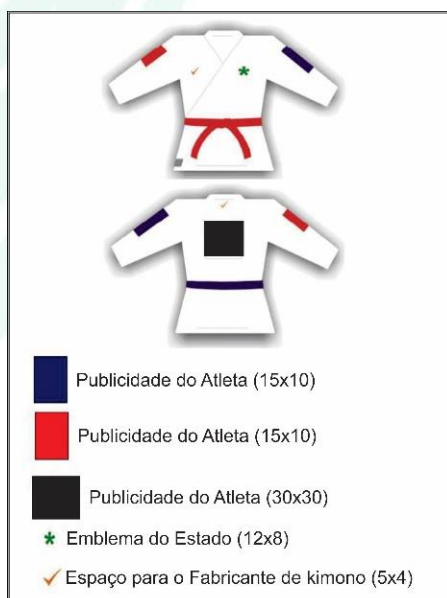 Publicidade do Atleta (15x10)
Publicidade do Atleta (15x10)
Publicidade do Atleta (30x30)
Emblema do Estado (12x8)
Espaço para o Fabricante de kimono (5x4)